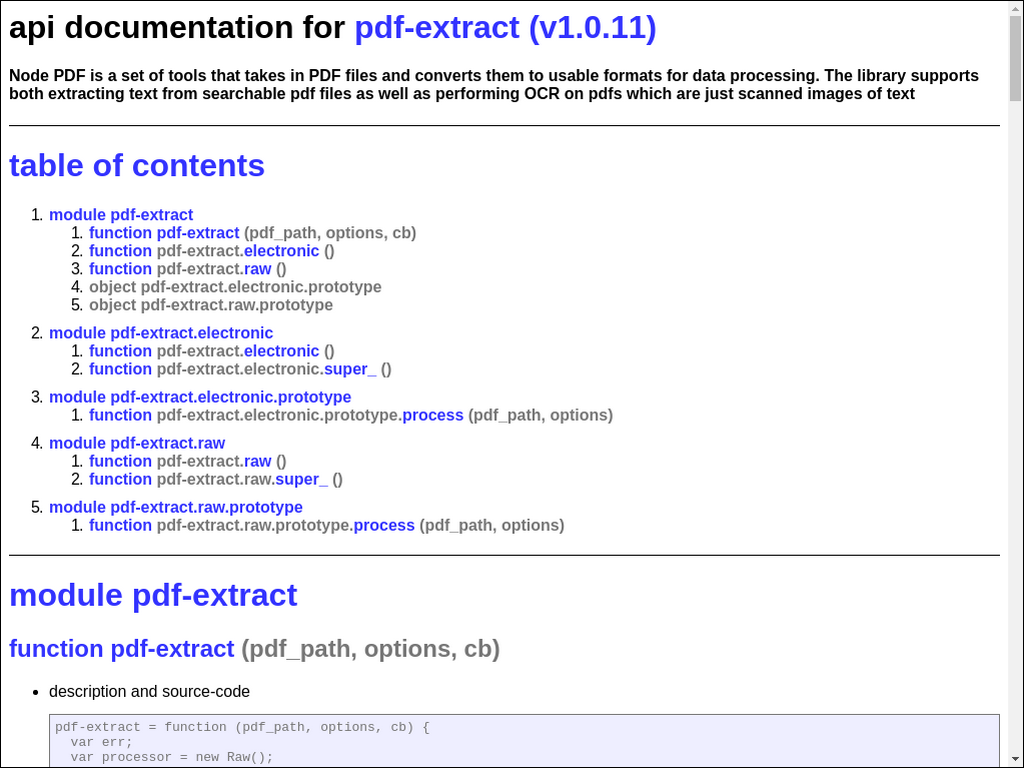 api documentation for pdf-extract (v1.0.11)
Node PDF is a set of tools that takes in PDF files and converts them to usable formats for data processing. The library supports
both extracting text from searchable pdf files as well as performing OCR on pdfs which are just scanned images of text
table of contents
1. module pdf-extract
1. function pdf-extract (pdf_path, options, cb)
2. function pdf-extract.electronic ()
3. function pdf-extract.raw ()
4. object pdf-extract.electronic.prototype
5. object pdf-extract.raw.prototype
2. module pdf-extract.electronic
1. function pdf-extract.electronic ()
2. function pdf-extract.electronic.super_ ()
3. module pdf-extract.electronic.prototype
1. function pdf-extract.electronic.prototype.process (pdf_path, options)
4. module pdf-extract.raw
1. function pdf-extract.raw ()
2. function pdf-extract.raw.super_ ()
5. module pdf-extract.raw.prototype
1. function pdf-extract.raw.prototype.process (pdf_path, options)
module pdf-extract
function pdf-extract (pdf_path, options, cb)
• description and source-code
pdf-extract = function (pdf_path, options, cb) {
  var err;
  var processor = new Raw();